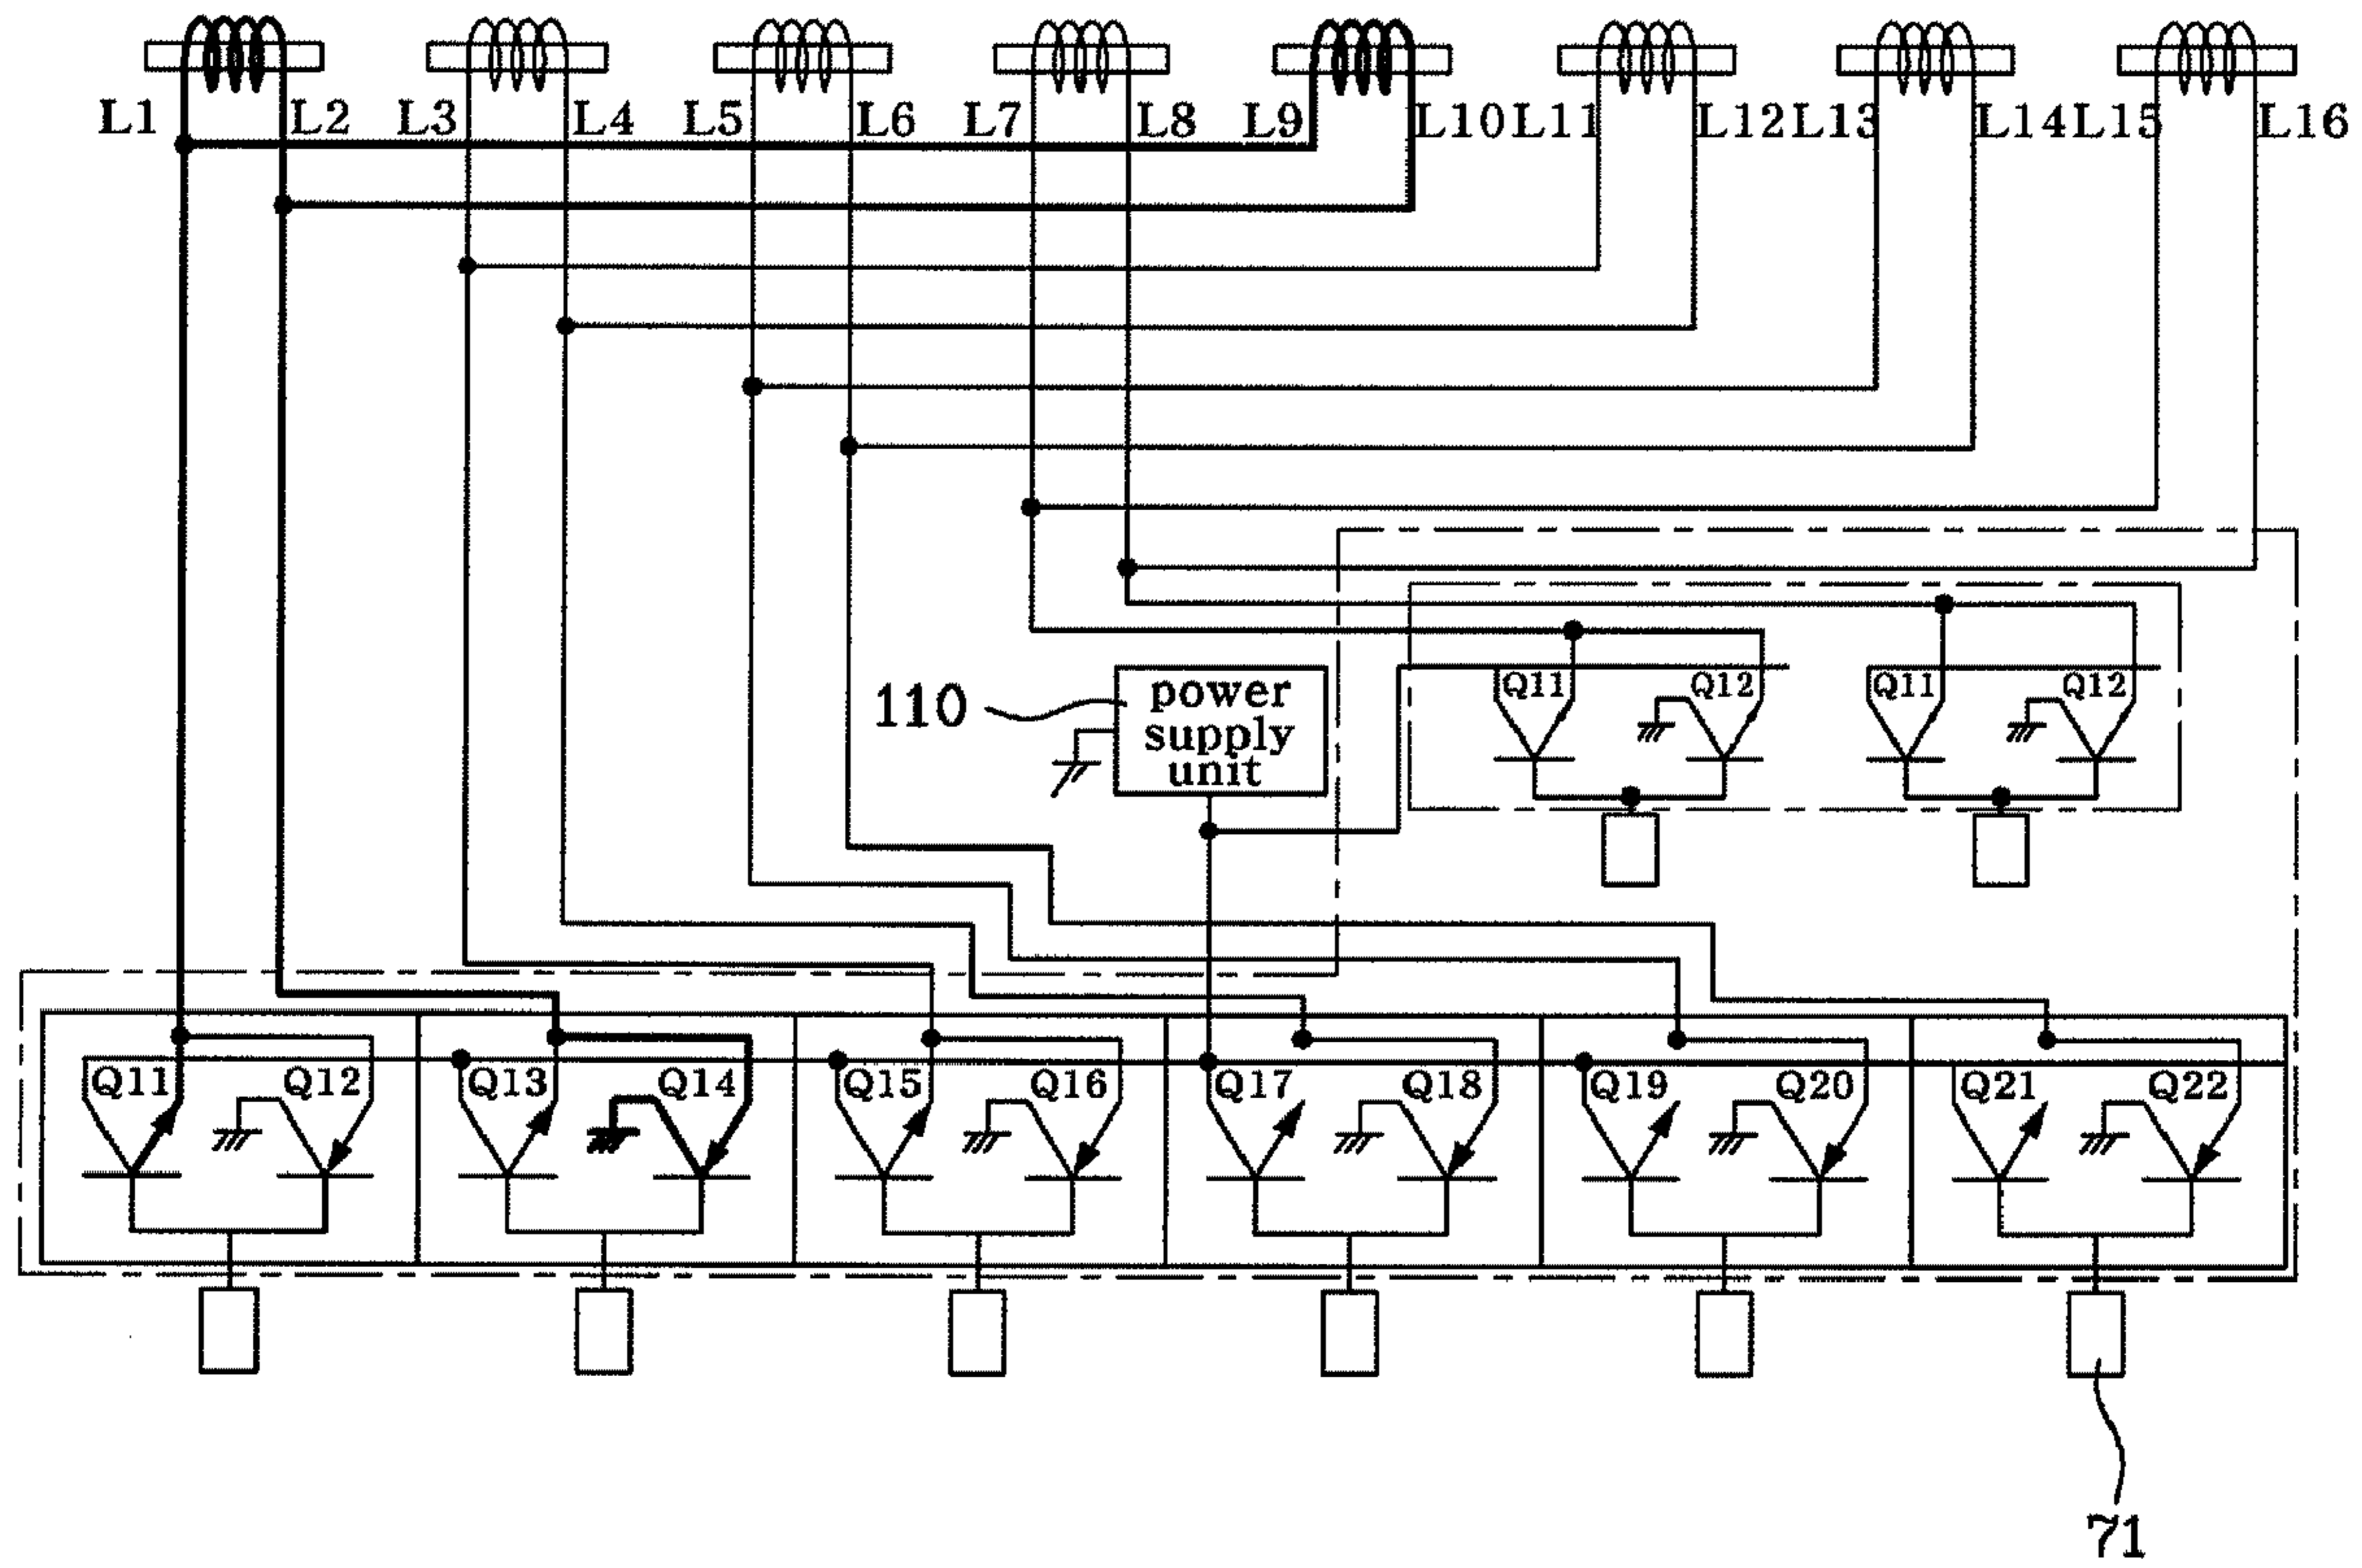 L1 L2 L3 L4 L5 L6 L7 L8 L9 L10 L11 L12 L13 L14 L15 L16
110
power
supply
unit
Q11 Q12 Q11 Q12
Q11 Q12 Q13 Q14 Q15 Q16 Q17 Q18 Q19 Q20 Q21 Q22
71